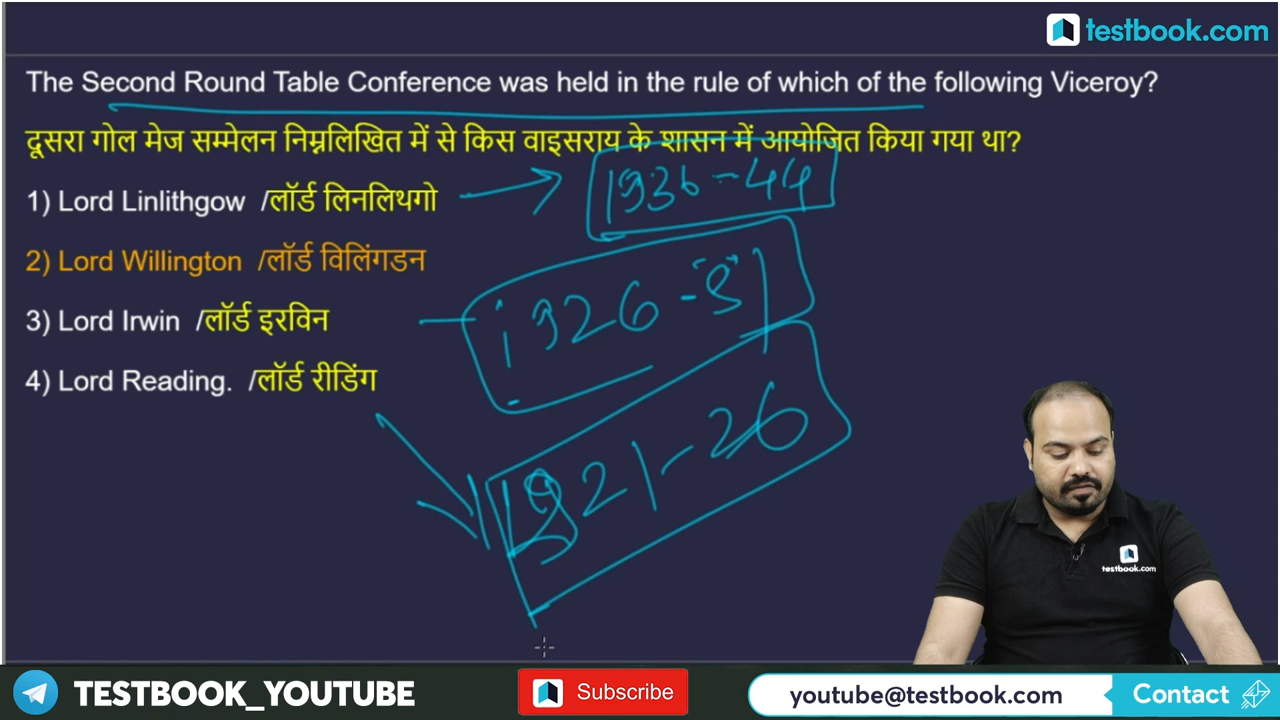 testbook.com
The Second Round Table Conference was held in the rule of which of the following Viceroy?
दूसरा गोल मेज सम्मेलन निम्नलिखित में से किस वाइसराय के शासन में आयोजित किया गया था?
1) Lord Linlithgow /लॉर्ड लिनलिथगो
1936-44
2) Lord Willington /लॉर्ड विलिंगडन
3) Lord Irwin /लॉर्ड इरविन
1926-31
4) Lord Reading. /लॉर्ड रीडिंग
1921-26
testbook.com
TESTBOOK_YOUTUBE
Subscribe
youtube@testbook.com
Contact